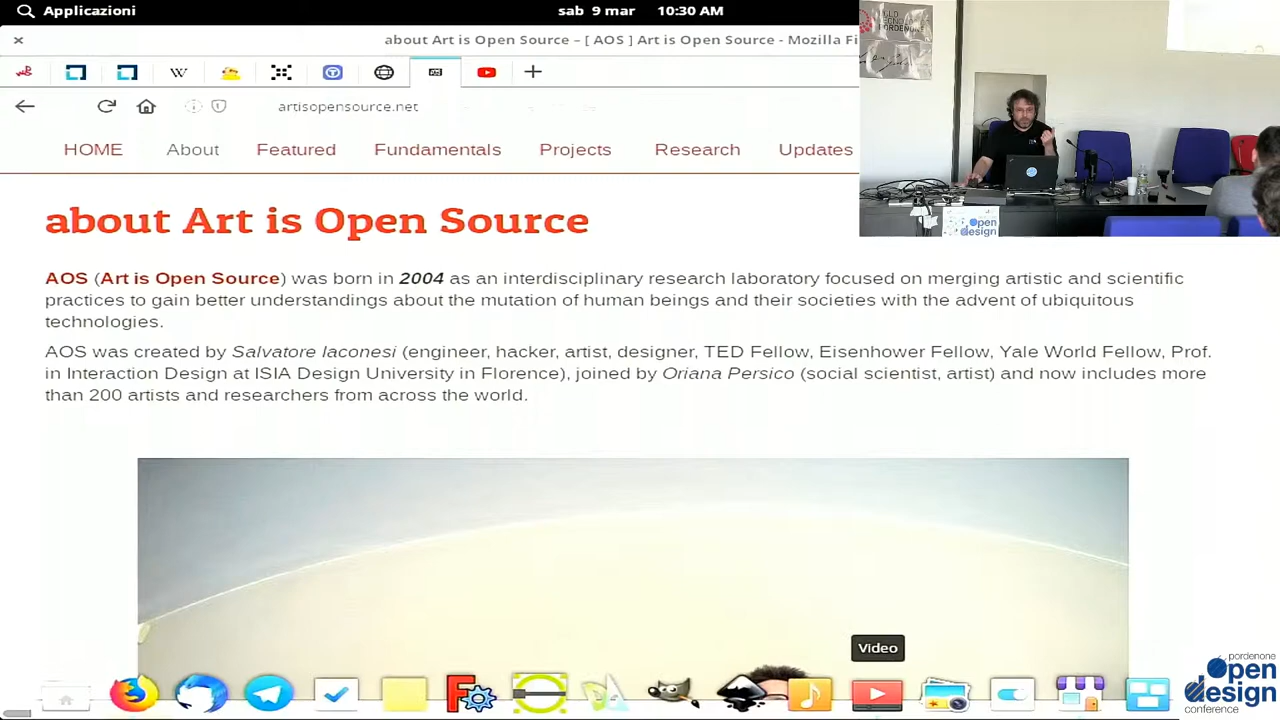 Applicazioni
sab 9 mar 10:30 AM
about Art is Open Source – [ AOS ] Art is Open Source - Mozilla Fi
W
artisopensource.net
HOME About Featured Fundamentals Projects Research Updates
about Art is Open Source
AOS (Art is Open Source) was born in 2004 as an interdisciplinary research laboratory focused on merging artistic and scientific
practices to gain better understandings about the mutation of human beings and their societies with the advent of ubiquitous
technologies.
AOS was created by Salvatore Iaconesi (engineer, hacker, artist, designer, TED Fellow, Eisenhower Fellow, Yale World Fellow, Prof.
in Interaction Design at ISIA Design University in Florence), joined by Oriana Persico (social scientist, artist) and now includes more
than 200 artists and researchers from across the world.
Video
open
design
pordenone
open
design
conference